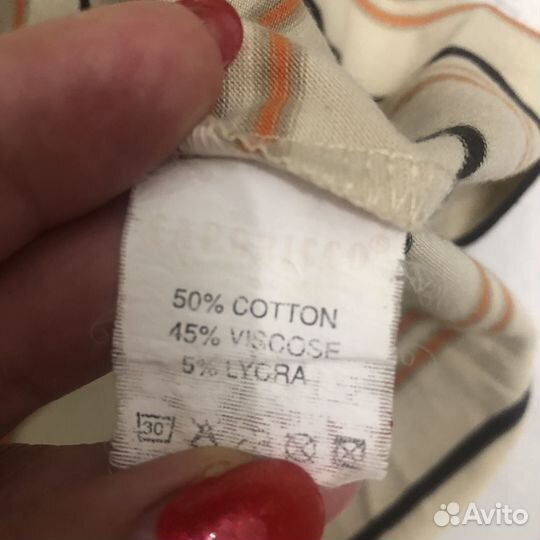 50% COTTON
45% VISCOSE
5% LYCRA
30
Avito